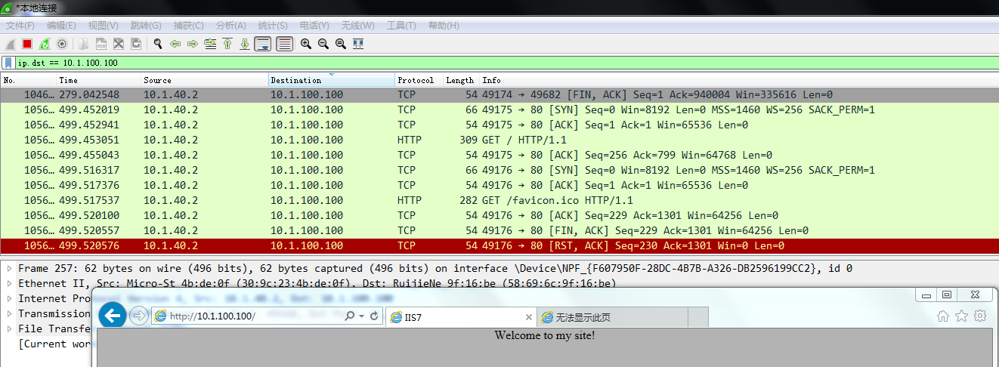 *本地连接
文件(F) 编辑(E) 视图(V) 跳转(G) 捕获(C) 分析(A) 统计(S) 电话(Y) 无线(W) 工具(T) 帮助(H)
ip.dst == 10.1.100.100
No. Time Source Destination Protocol Length Info
1046… 279.042548 10.1.40.2 10.1.100.100 TCP 54 49174 → 49682 [FIN, ACK] Seq=1 Ack=940004 Win=335616 Len=0
1056… 499.452019 10.1.40.2 10.1.100.100 TCP 66 49175 → 80 [SYN] Seq=0 Win=8192 Len=0 MSS=1460 WS=256 SACK_PERM=1
1056… 499.452941 10.1.40.2 10.1.100.100 TCP 54 49175 → 80 [ACK] Seq=1 Ack=1 Win=65536 Len=0
1056… 499.453051 10.1.40.2 10.1.100.100 HTTP 309 GET / HTTP/1.1
1056… 499.455043 10.1.40.2 10.1.100.100 TCP 54 49175 → 80 [ACK] Seq=256 Ack=799 Win=64768 Len=0
1056… 499.516317 10.1.40.2 10.1.100.100 TCP 66 49176 → 80 [SYN] Seq=0 Win=8192 Len=0 MSS=1460 WS=256 SACK_PERM=1
1056… 499.517376 10.1.40.2 10.1.100.100 TCP 54 49176 → 80 [ACK] Seq=1 Ack=1 Win=65536 Len=0
1056… 499.517537 10.1.40.2 10.1.100.100 HTTP 282 GET /favicon.ico HTTP/1.1
1056… 499.520100 10.1.40.2 10.1.100.100 TCP 54 49176 → 80 [ACK] Seq=229 Ack=1301 Win=64256 Len=0
1056… 499.520557 10.1.40.2 10.1.100.100 TCP 54 49176 → 80 [FIN, ACK] Seq=229 Ack=1301 Win=64256 Len=0
1056… 499.520576 10.1.40.2 10.1.100.100 TCP 54 49176 → 80 [RST, ACK] Seq=230 Ack=1301 Win=0 Len=0
Frame 257: 62 bytes on wire (496 bits), 62 bytes captured (496 bits) on interface \Device\NPF_{F607950F-28DC-4B7B-A326-DB2596199CC2}, id 0
Ethernet II, Src: Micro-St_4b:de:0f (30:9c:23:4b:de:0f), Dst: RuijieNe_9f:16:be (58:69:6c:9f:16:be)
Internet Pro
Transmission
File Transfe
[Current wor
http://10.1.100.100/ IIS7 无法显示此页
Welcome to my site!